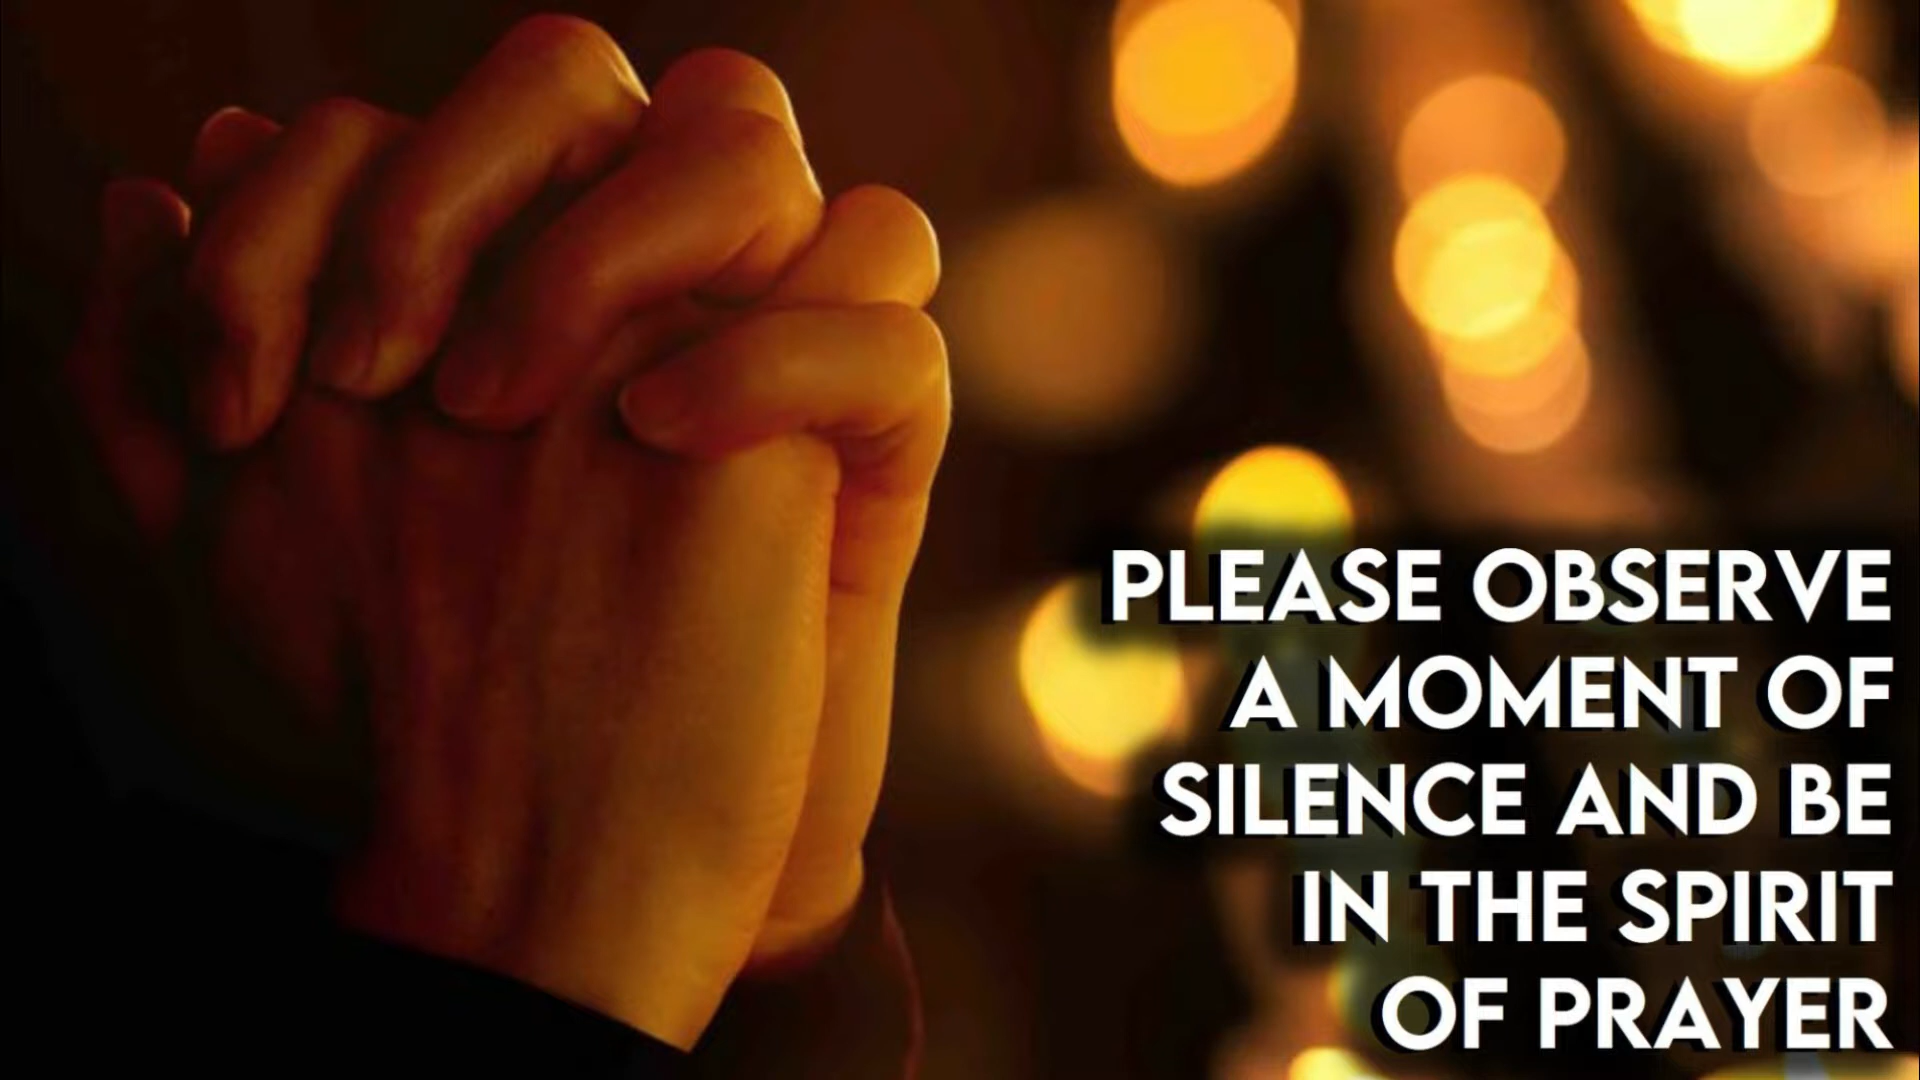 PLEASE OBSERVE
A MOMENT OF
SILENCE AND BE
IN THE SPIRIT
OF PRAYER